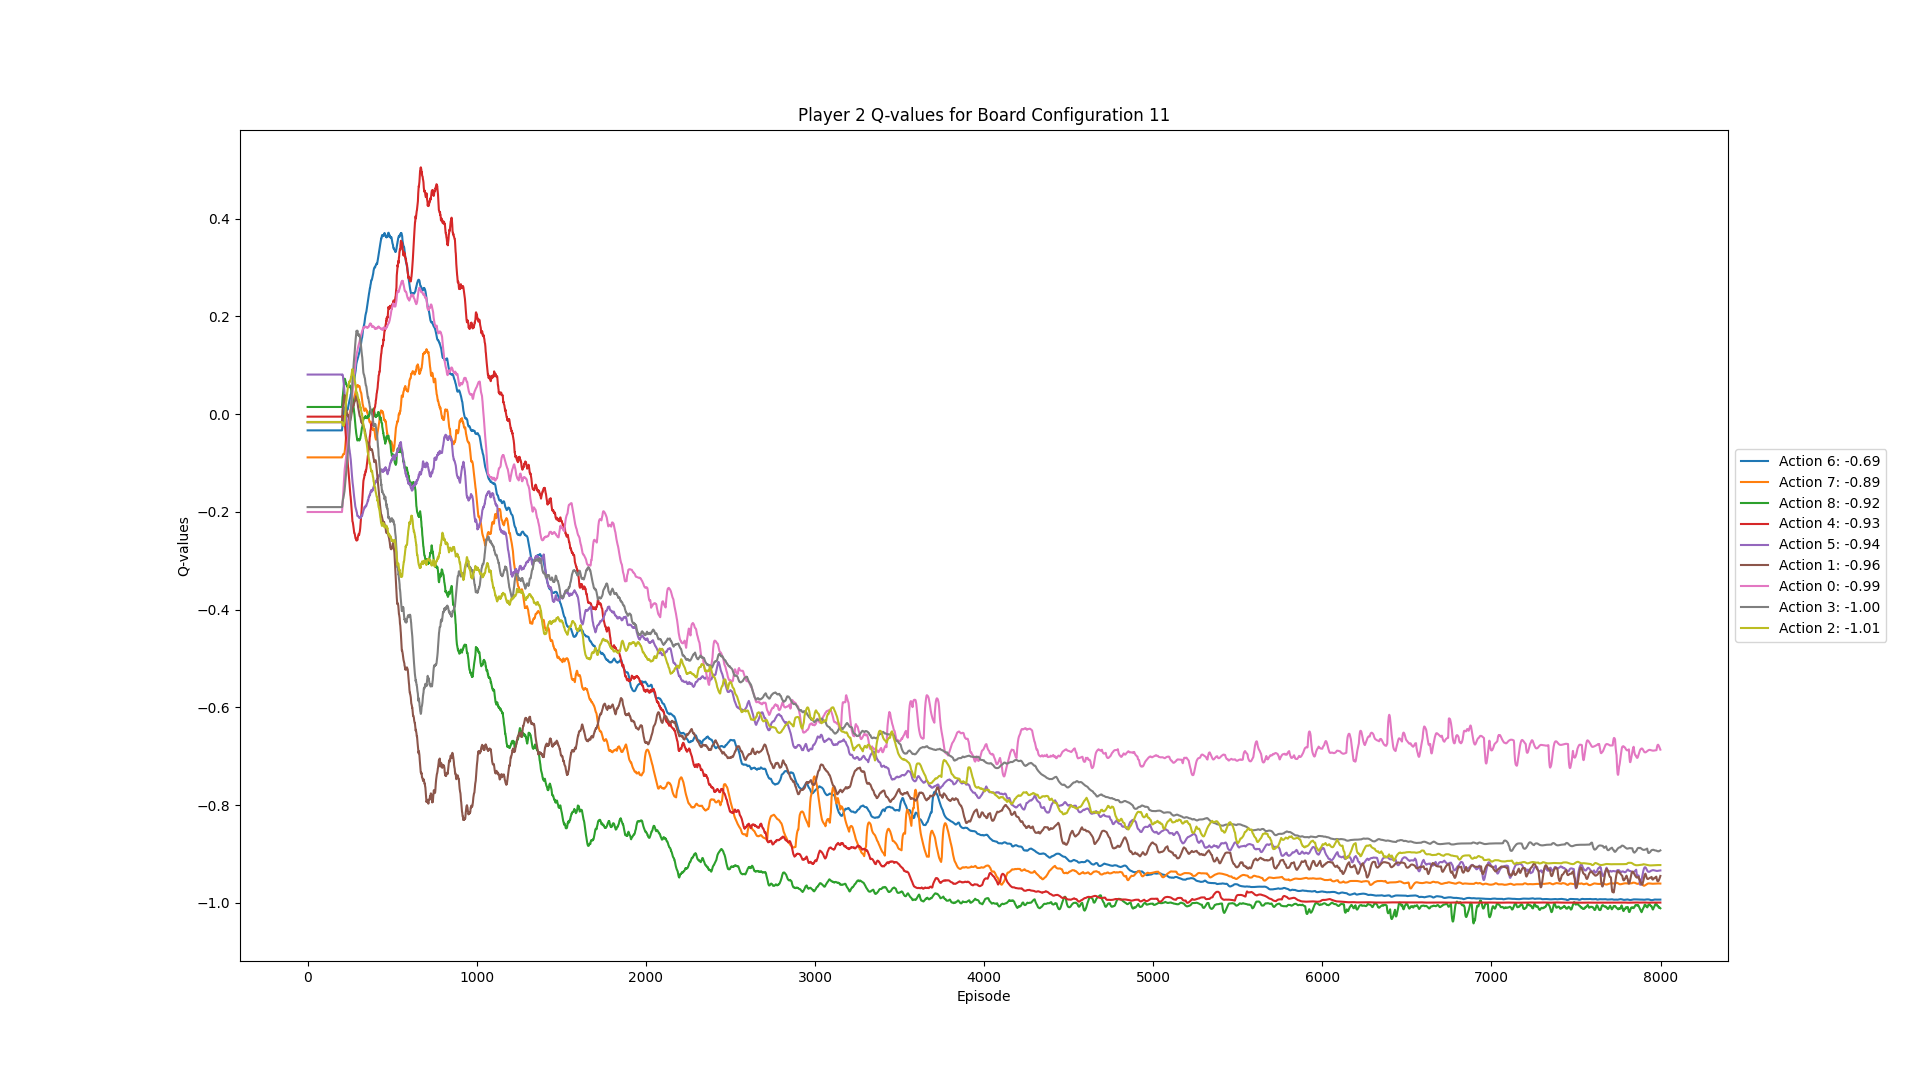 Player 2 Q-values for Board Configuration 11
Q-values
0.4
0.2
0.0
−0.2
−0.4
−0.6
−0.8
−1.0
0 1000 2000 3000 4000 5000 6000 7000 8000
Episode
Action 6: -0.69
Action 7: -0.89
Action 8: -0.92
Action 4: -0.93
Action 5: -0.94
Action 1: -0.96
Action 0: -0.99
Action 3: -1.00
Action 2: -1.01